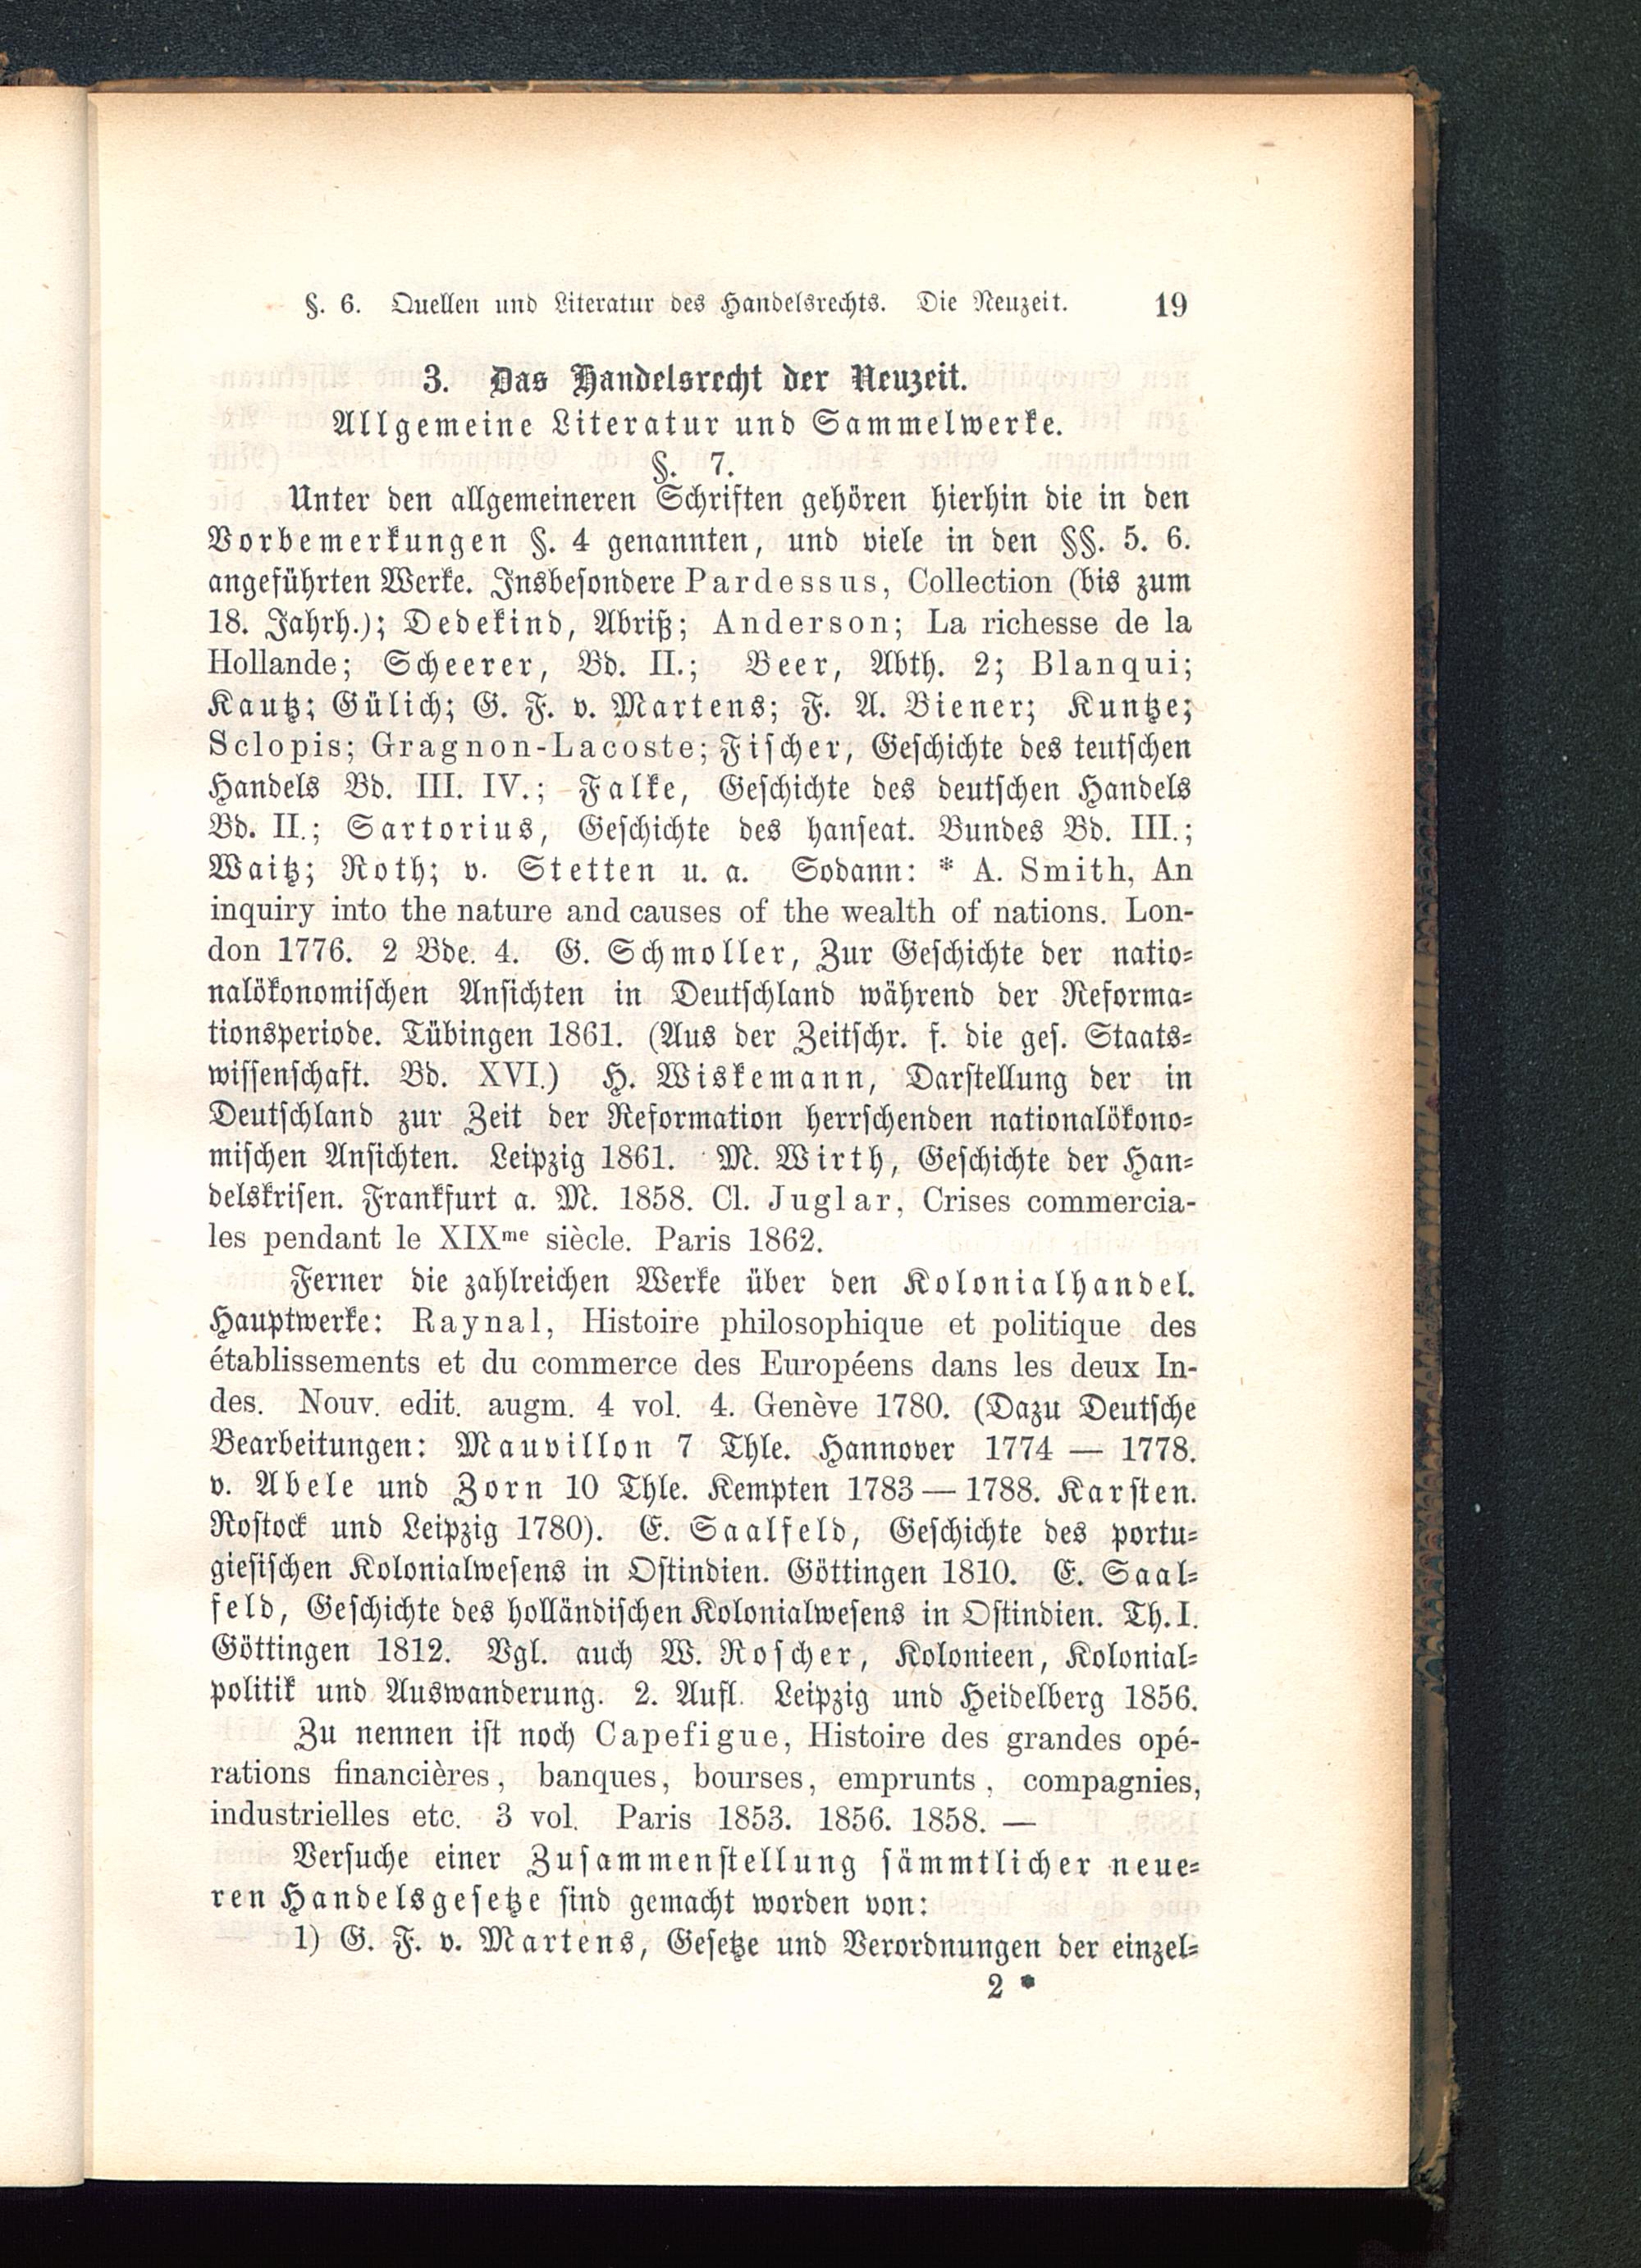 §. 6. Quellen und Literatur des Handelsrechts. Die Neuzeit. 19
3. Das Handelsrecht der Neuzeit.
Allgemeine Literatur und Sammelwerke.
§. 7.
Unter den allgemeineren Schriften gehören hierhin die in den
Vorbemerkungen §. 4 genannten, und viele in den §§. 5. 6.
angeführten Werke. Insbesondere Pardessus, Collection (bis zum
18. Jahrh.); Dedekind, Abriß; Anderson; La richesse de la
Hollande; Scheerer, Bd. II.; Beer, Abth. 2; Blanqui;
Kautz; Gülich; G. F. v. Martens; F. A. Biener; Kuntze;
Sclopis; Gragnon-Lacoste; Fischer, Geschichte des teutschen
Handels Bd. III. IV.; Falke, Geschichte des deutschen Handels
Bd. II.; Sartorius, Geschichte des hanseat. Bundes Bd. III.;
Waitz; Roth; v. Stetten u. a. Sodann: * A. Smith, An
inquiry into the nature and causes of the wealth of nations. Lon-
don 1776. 2 Bde. 4. G. Schmoller, Zur Geschichte der natio-
nalökonomischen Ansichten in Deutschland während der Reforma-
tionsperiode. Tübingen 1861. (Aus der Zeitschr. f. die ges. Staats-
wissenschaft. Bd. XVI.) H. Wiskemann, Darstellung der in
Deutschland zur Zeit der Reformation herrschenden nationalökono-
mischen Ansichten. Leipzig 1861. M. Wirth, Geschichte der Han-
delskrisen. Frankfurt a. M. 1858. Cl. Juglar, Crises commercia-
les pendant le XIXme siècle. Paris 1862.
Ferner die zahlreichen Werke über den Kolonialhandel.
Hauptwerke: Raynal, Histoire philosophique et politique des
établissements et du commerce des Européens dans les deux In-
des. Nouv. edit. augm. 4 vol. 4. Genève 1780. (Dazu Deutsche
Bearbeitungen: Mauvillon 7 Thle. Hannover 1774 — 1778.
v. Abele und Zorn 10 Thle. Kempten 1783 — 1788. Karsten.
Rostock und Leipzig 1780). E. Saalfeld, Geschichte des portu-
giesischen Kolonialwesens in Ostindien. Göttingen 1810. E. Saal-
feld, Geschichte des holländischen Kolonialwesens in Ostindien. Th. I.
Göttingen 1812. Vgl. auch W. Roscher, Kolonieen, Kolonial-
politik und Auswanderung. 2. Aufl. Leipzig und Heidelberg 1856.
Zu nennen ist noch Capefigue, Histoire des grandes opé-
rations financières, banques, bourses, emprunts, compagnies,
industrielles etc. 3 vol. Paris 1853. 1856. 1858. —
Versuche einer Zusammenstellung sämmtlicher neue-
ren Handelsgesetze sind gemacht worden von:
1) G. F. v. Martens, Gesetze und Verordnungen der einzel-
2 *